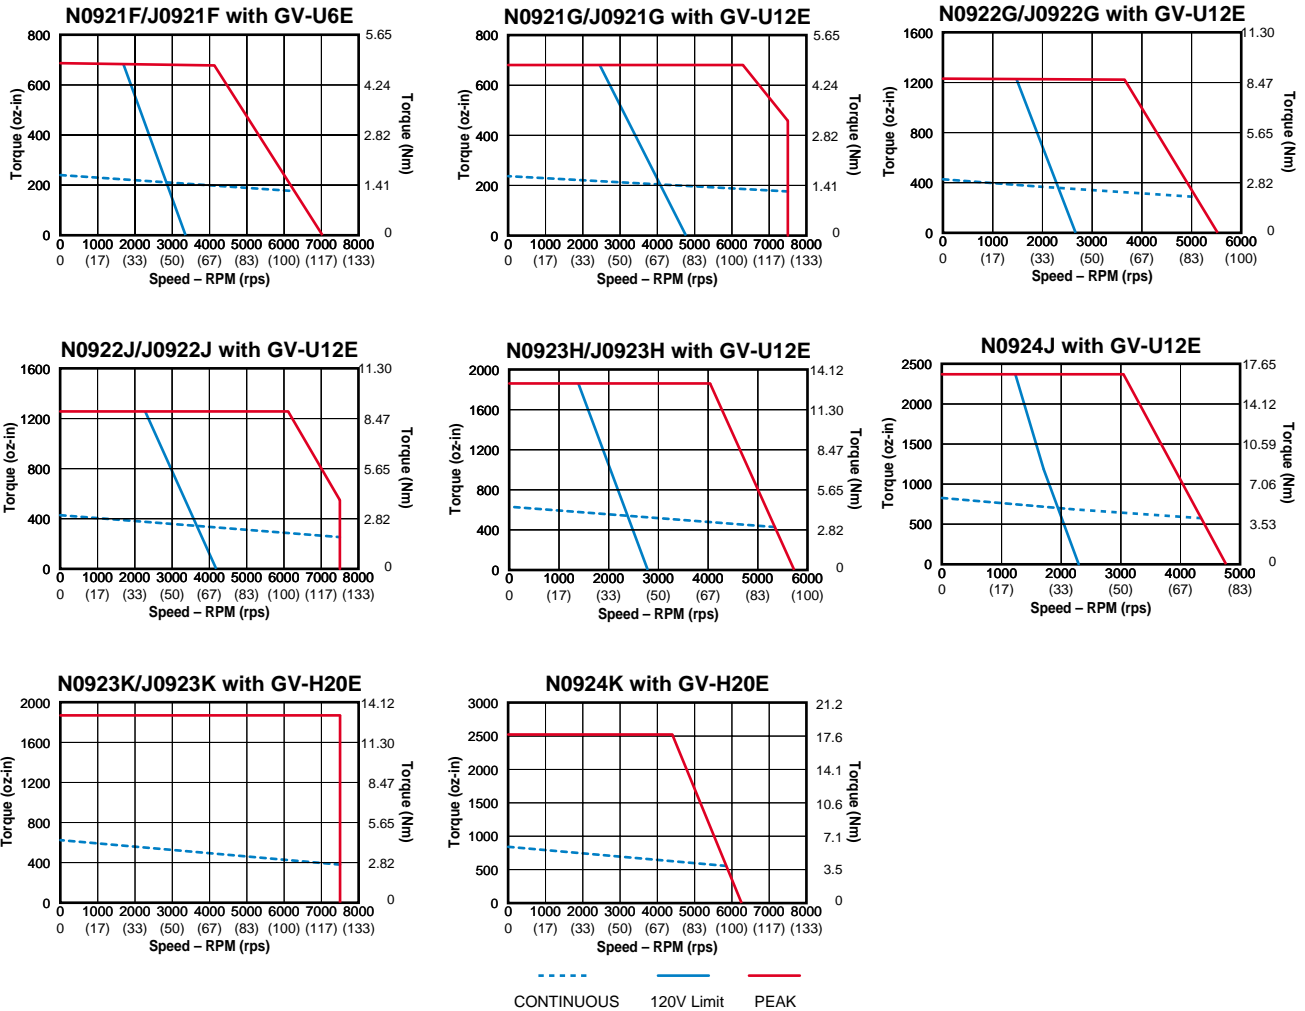 N0921F/J0921F with GV-U6E
800
600
400
200
0
Torque (oz-in)
5.65
4.24
2.82
1.41
0
Torque (Nm)
0 1000 2000 3000 4000 5000 6000 7000 8000
0 (17) (33) (50) (67) (83) (100) (117) (133)
Speed – RPM (rps)
N0921G/J0921G with GV-U12E
800
600
400
200
0
Torque (oz-in)
5.65
4.24
2.82
1.41
0
Torque (Nm)
0 1000 2000 3000 4000 5000 6000 7000 8000
0 (17) (33) (50) (67) (83) (100) (117) (133)
Speed – RPM (rps)
N0922G/J0922G with GV-U12E
1600
1200
800
400
0
Torque (oz-in)
11.30
8.47
5.65
2.82
0
Torque (Nm)
0 1000 2000 3000 4000 5000 6000
0 (17) (33) (50) (67) (83) (100)
Speed – RPM (rps)
N0922J/J0922J with GV-U12E
1600
1200
800
400
0
Torque (oz-in)
11.30
8.47
5.65
2.82
0
Torque (Nm)
0 1000 2000 3000 4000 5000 6000 7000 8000
0 (17) (33) (50) (67) (83) (100) (117) (133)
Speed – RPM (rps)
N0923H/J0923H with GV-U12E
2000
1600
1200
800
400
0
Torque (oz-in)
14.12
11.30
8.47
5.65
2.82
0
Torque (Nm)
0 1000 2000 3000 4000 5000 6000
0 (17) (33) (50) (67) (83) (100)
Speed – RPM (rps)
N0924J with GV-U12E
2500
2000
1500
1000
500
0
Torque (oz-in)
17.65
14.12
10.59
7.06
3.53
0
Torque (Nm)
0 1000 2000 3000 4000 5000
0 (17) (33) (50) (67) (83)
Speed – RPM (rps)
N0923K/J0923K with GV-H20E
2000
1600
1200
800
400
0
Torque (oz-in)
14.12
11.30
8.47
5.65
2.82
0
Torque (Nm)
0 1000 2000 3000 4000 5000 6000 7000 8000
0 (17) (33) (50) (67) (83) (100) (117) (133)
Speed – RPM (rps)
N0924K with GV-H20E
3000
2500
2000
1500
1000
500
0
Torque (oz-in)
21.2
17.6
14.1
10.6
7.1
3.5
0
Torque (Nm)
0 1000 2000 3000 4000 5000 6000 7000 8000
0 (17) (33) (50) (67) (83) (100) (117) (133)
Speed – RPM (rps)
CONTINUOUS 120V Limit PEAK